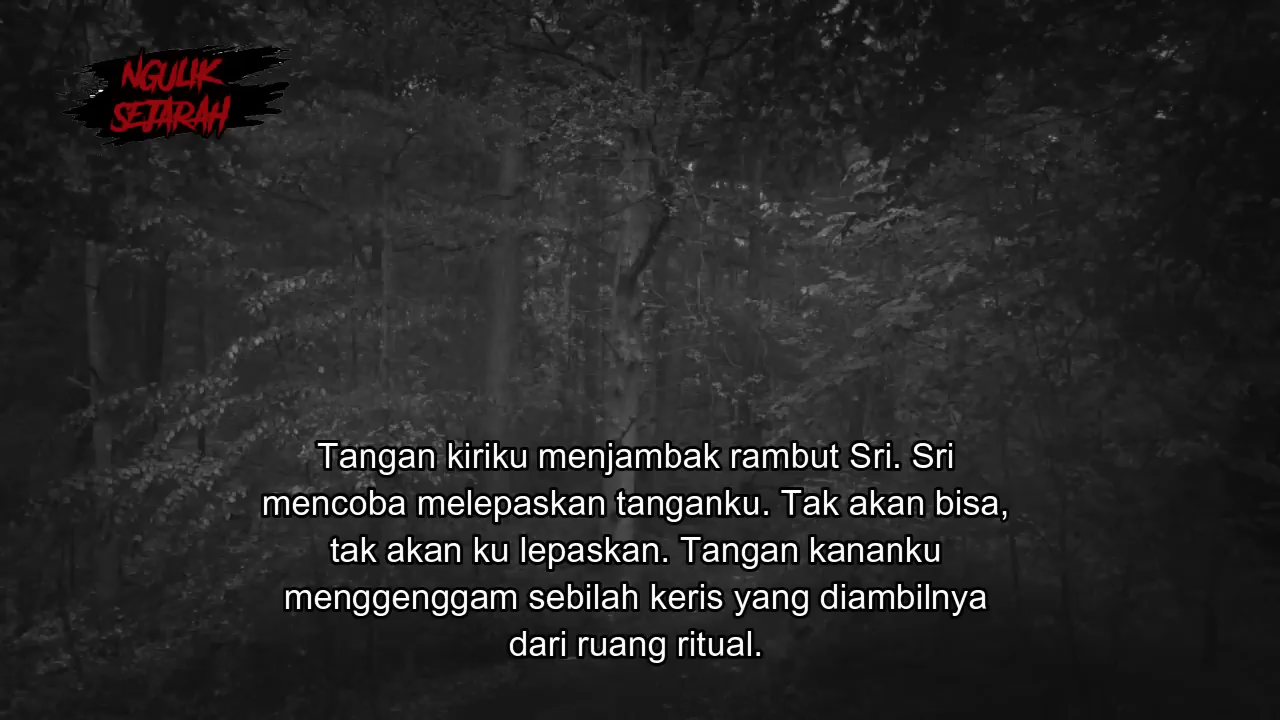 NGULIK
SEJARAH
Tangan kiriku menjambak rambut Sri. Sri
mencoba melepaskan tanganku. Tak akan bisa,
tak akan ku lepaskan. Tangan kananku
menggenggam sebilah keris yang diambilnya
dari ruang ritual.